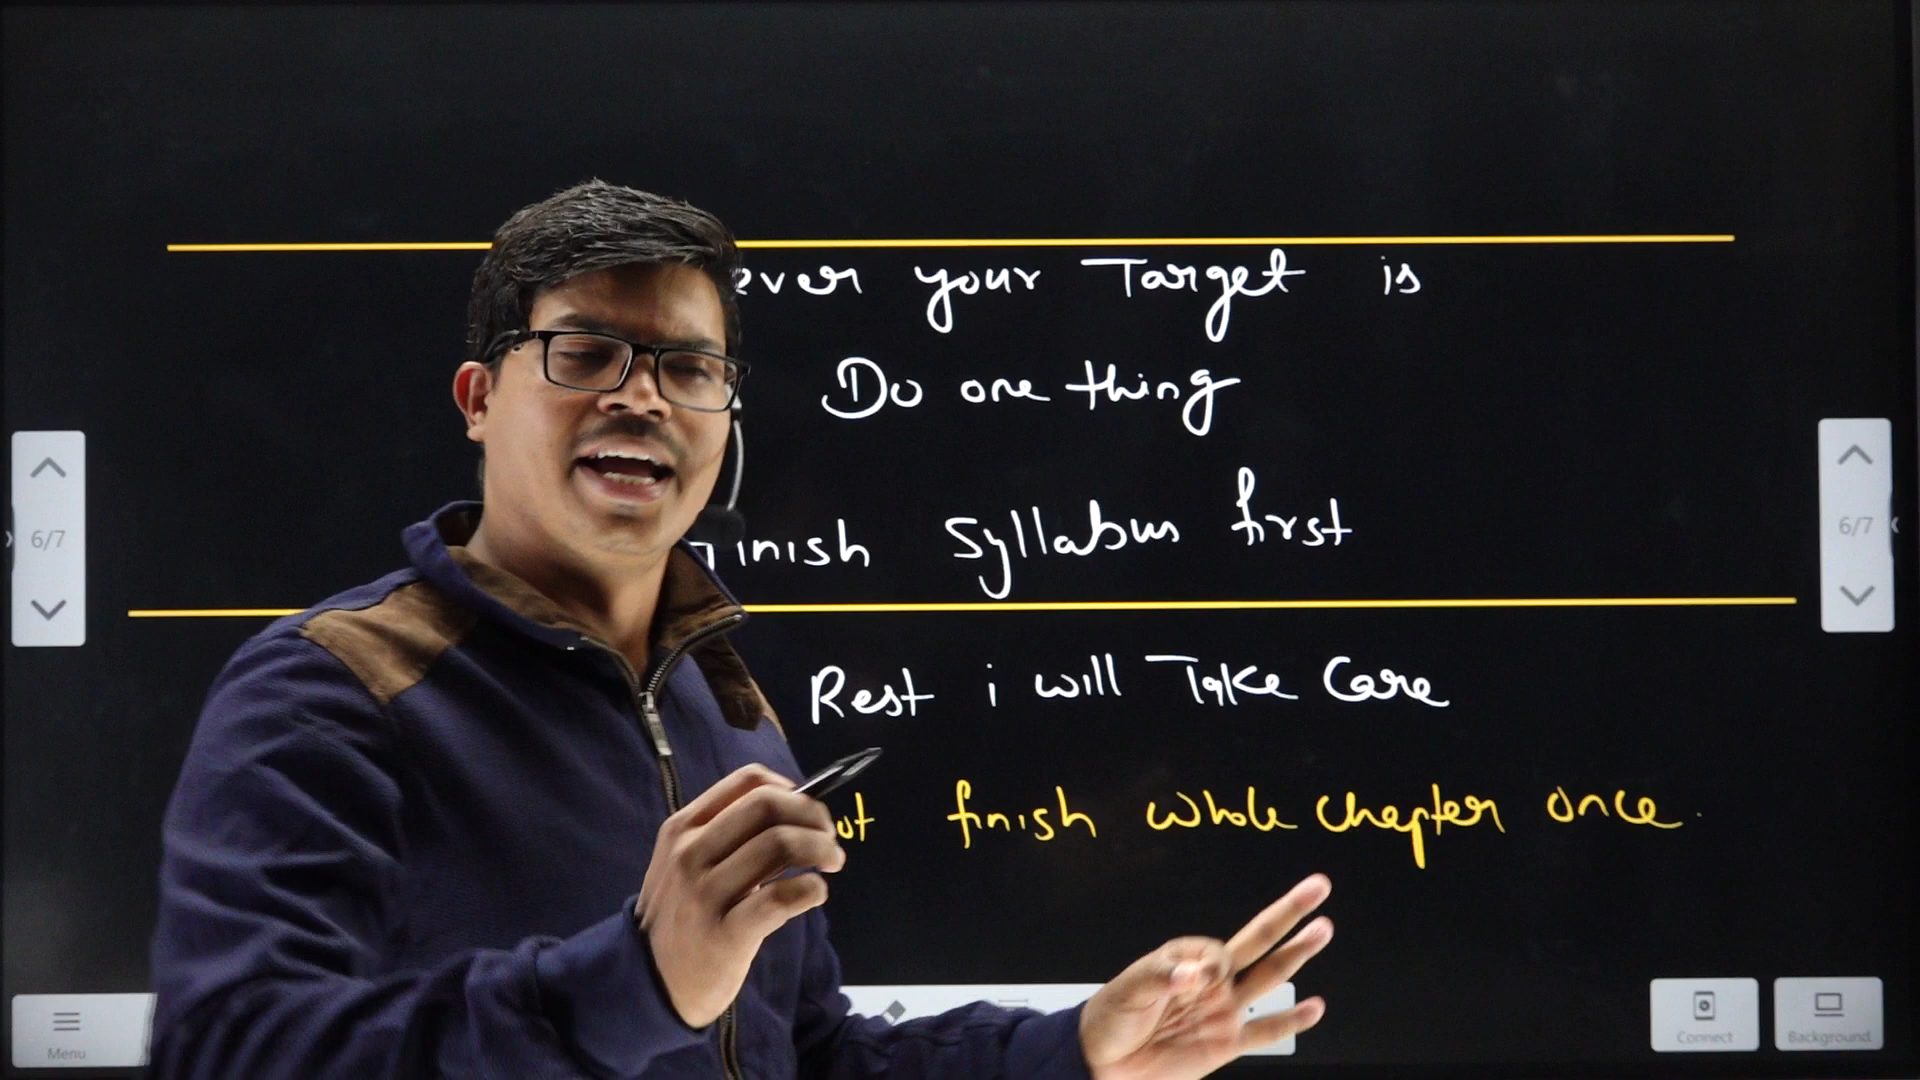 ever your Target is
Do one thing
Finish Syllabus first
6/7
6/7
Rest i will Take Care
finish whole chapter once.
Menu
Connect
Background